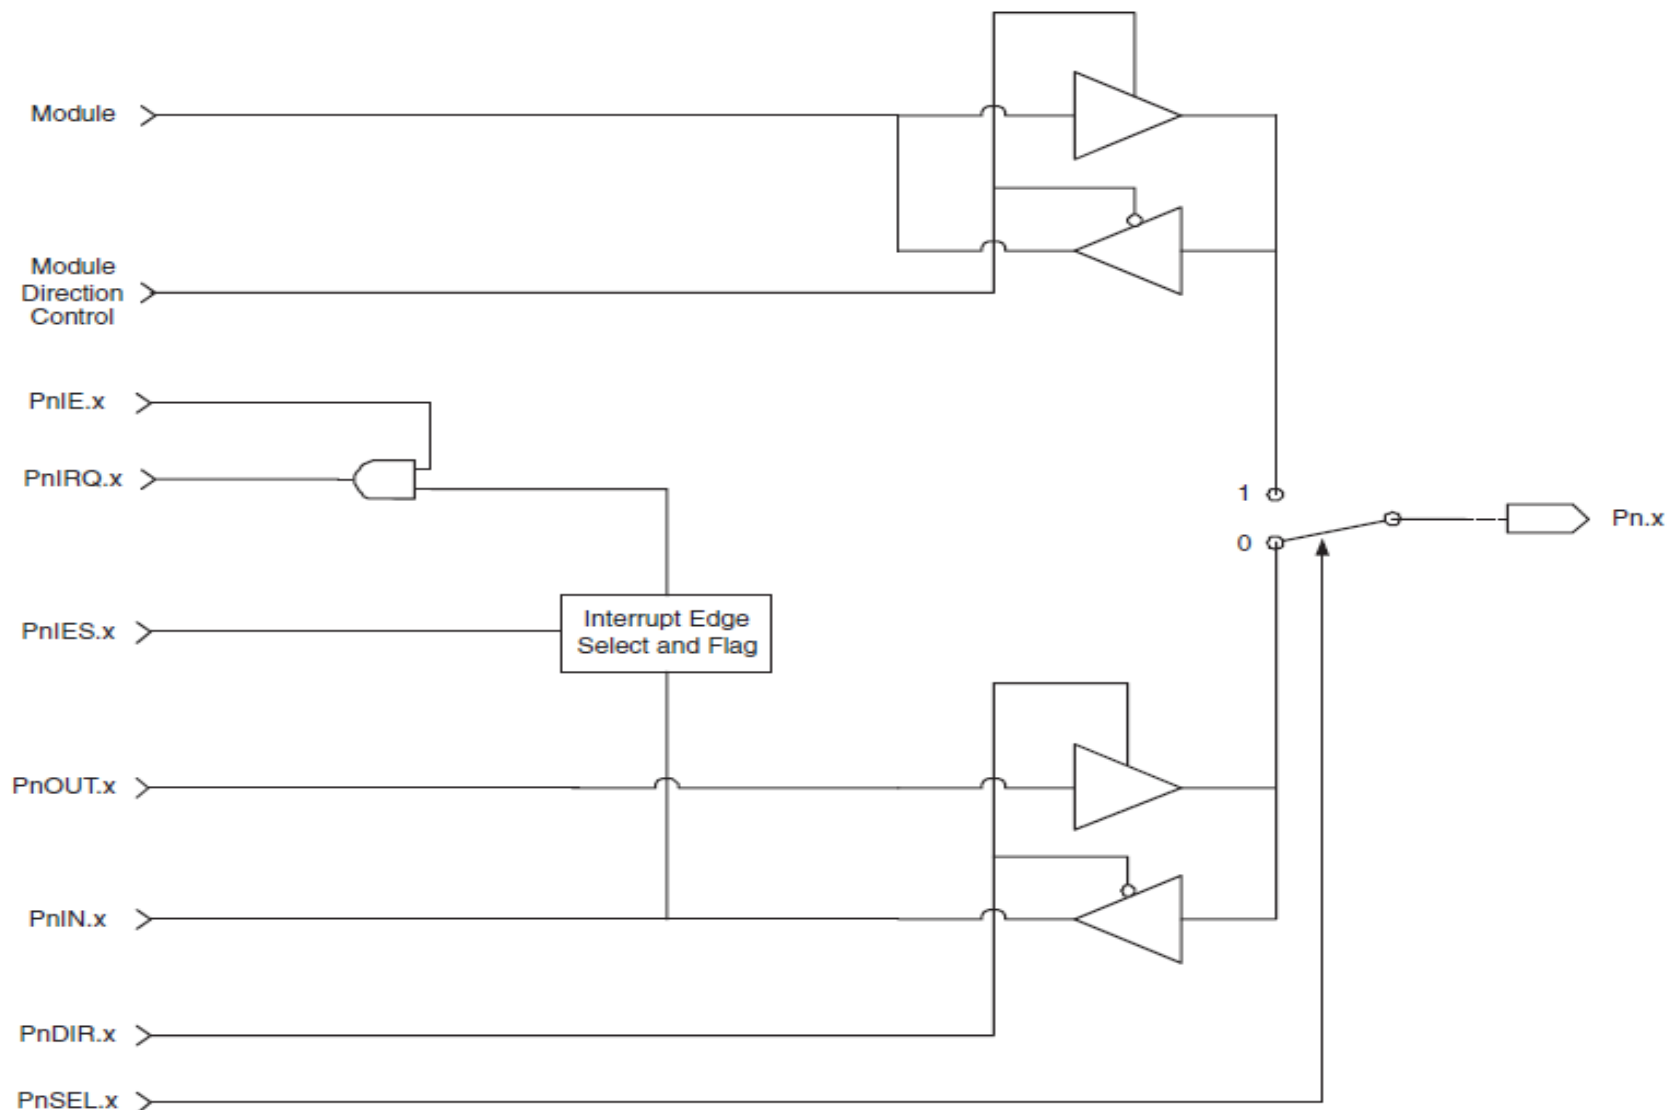 Module
Module
Direction
Control
PnIE.x
PnIRQ.x
1
Pn.x
0
PnIES.x
Interrupt Edge
Select and Flag
PnOUT.x
PnIN.x
PnDIR.x
PnSEL.x